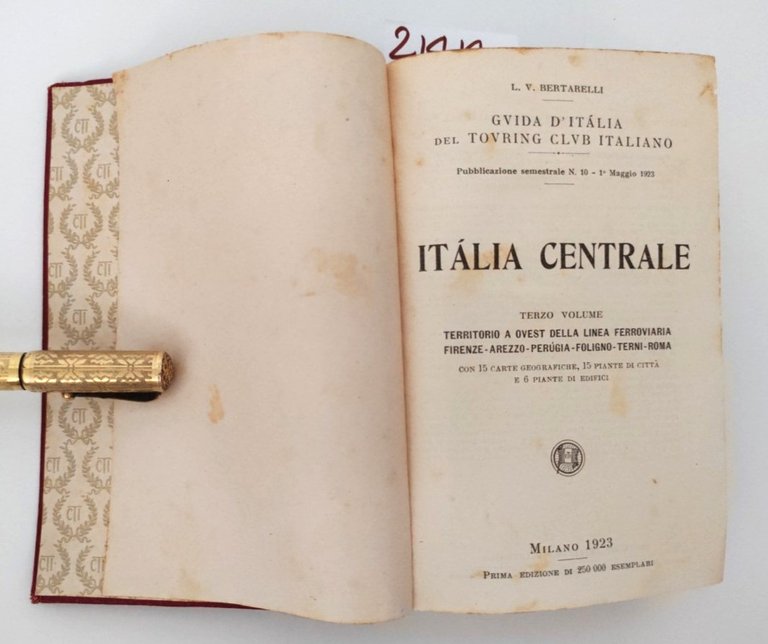 L. V. BERTARELLI
GVIDA D'ITÁLIA
DEL TOVRING CLVB ITALIANO
Pubblicazione semestrale N. 10 - 1° Maggio 1923
ITÁLIA CENTRALE
TERZO VOLUME
TERRITORIO A OVEST DELLA LINEA FERROVIARIA
FIRENZE-AREZZO-PERÚGIA-FOLIGNO-TERNI-ROMA
CON 15 CARTE GEOGRAFICHE, 15 PIANTE DI CITTÀ
E 6 PIANTE DI EDIFICI
MILANO 1923
PRIMA EDIZIONE DI 250 000 ESEMPLARI